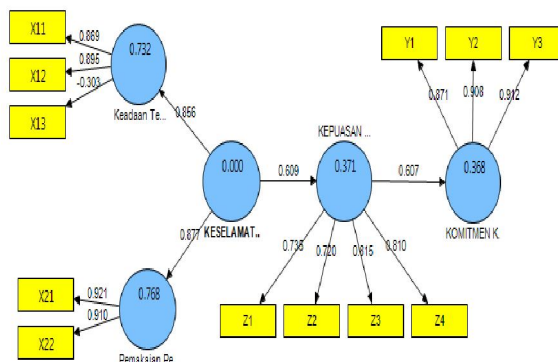 X11
0.869
X12
0.895
X13
-0.303
0.732
Keadaan Te...
0.856
Y1
Y2
Y3
0.871
0.908
0.912
KEPUASAN ...
0.000
0.609
0.371
0.607
0.368
KESELAMAT..
KOMITMEN K.
0.877
0.735
0.720
0.815
0.810
X21
0.921
0.768
X22
0.910
Z1
Z2
Z3
Z4
Pemakaian Pe